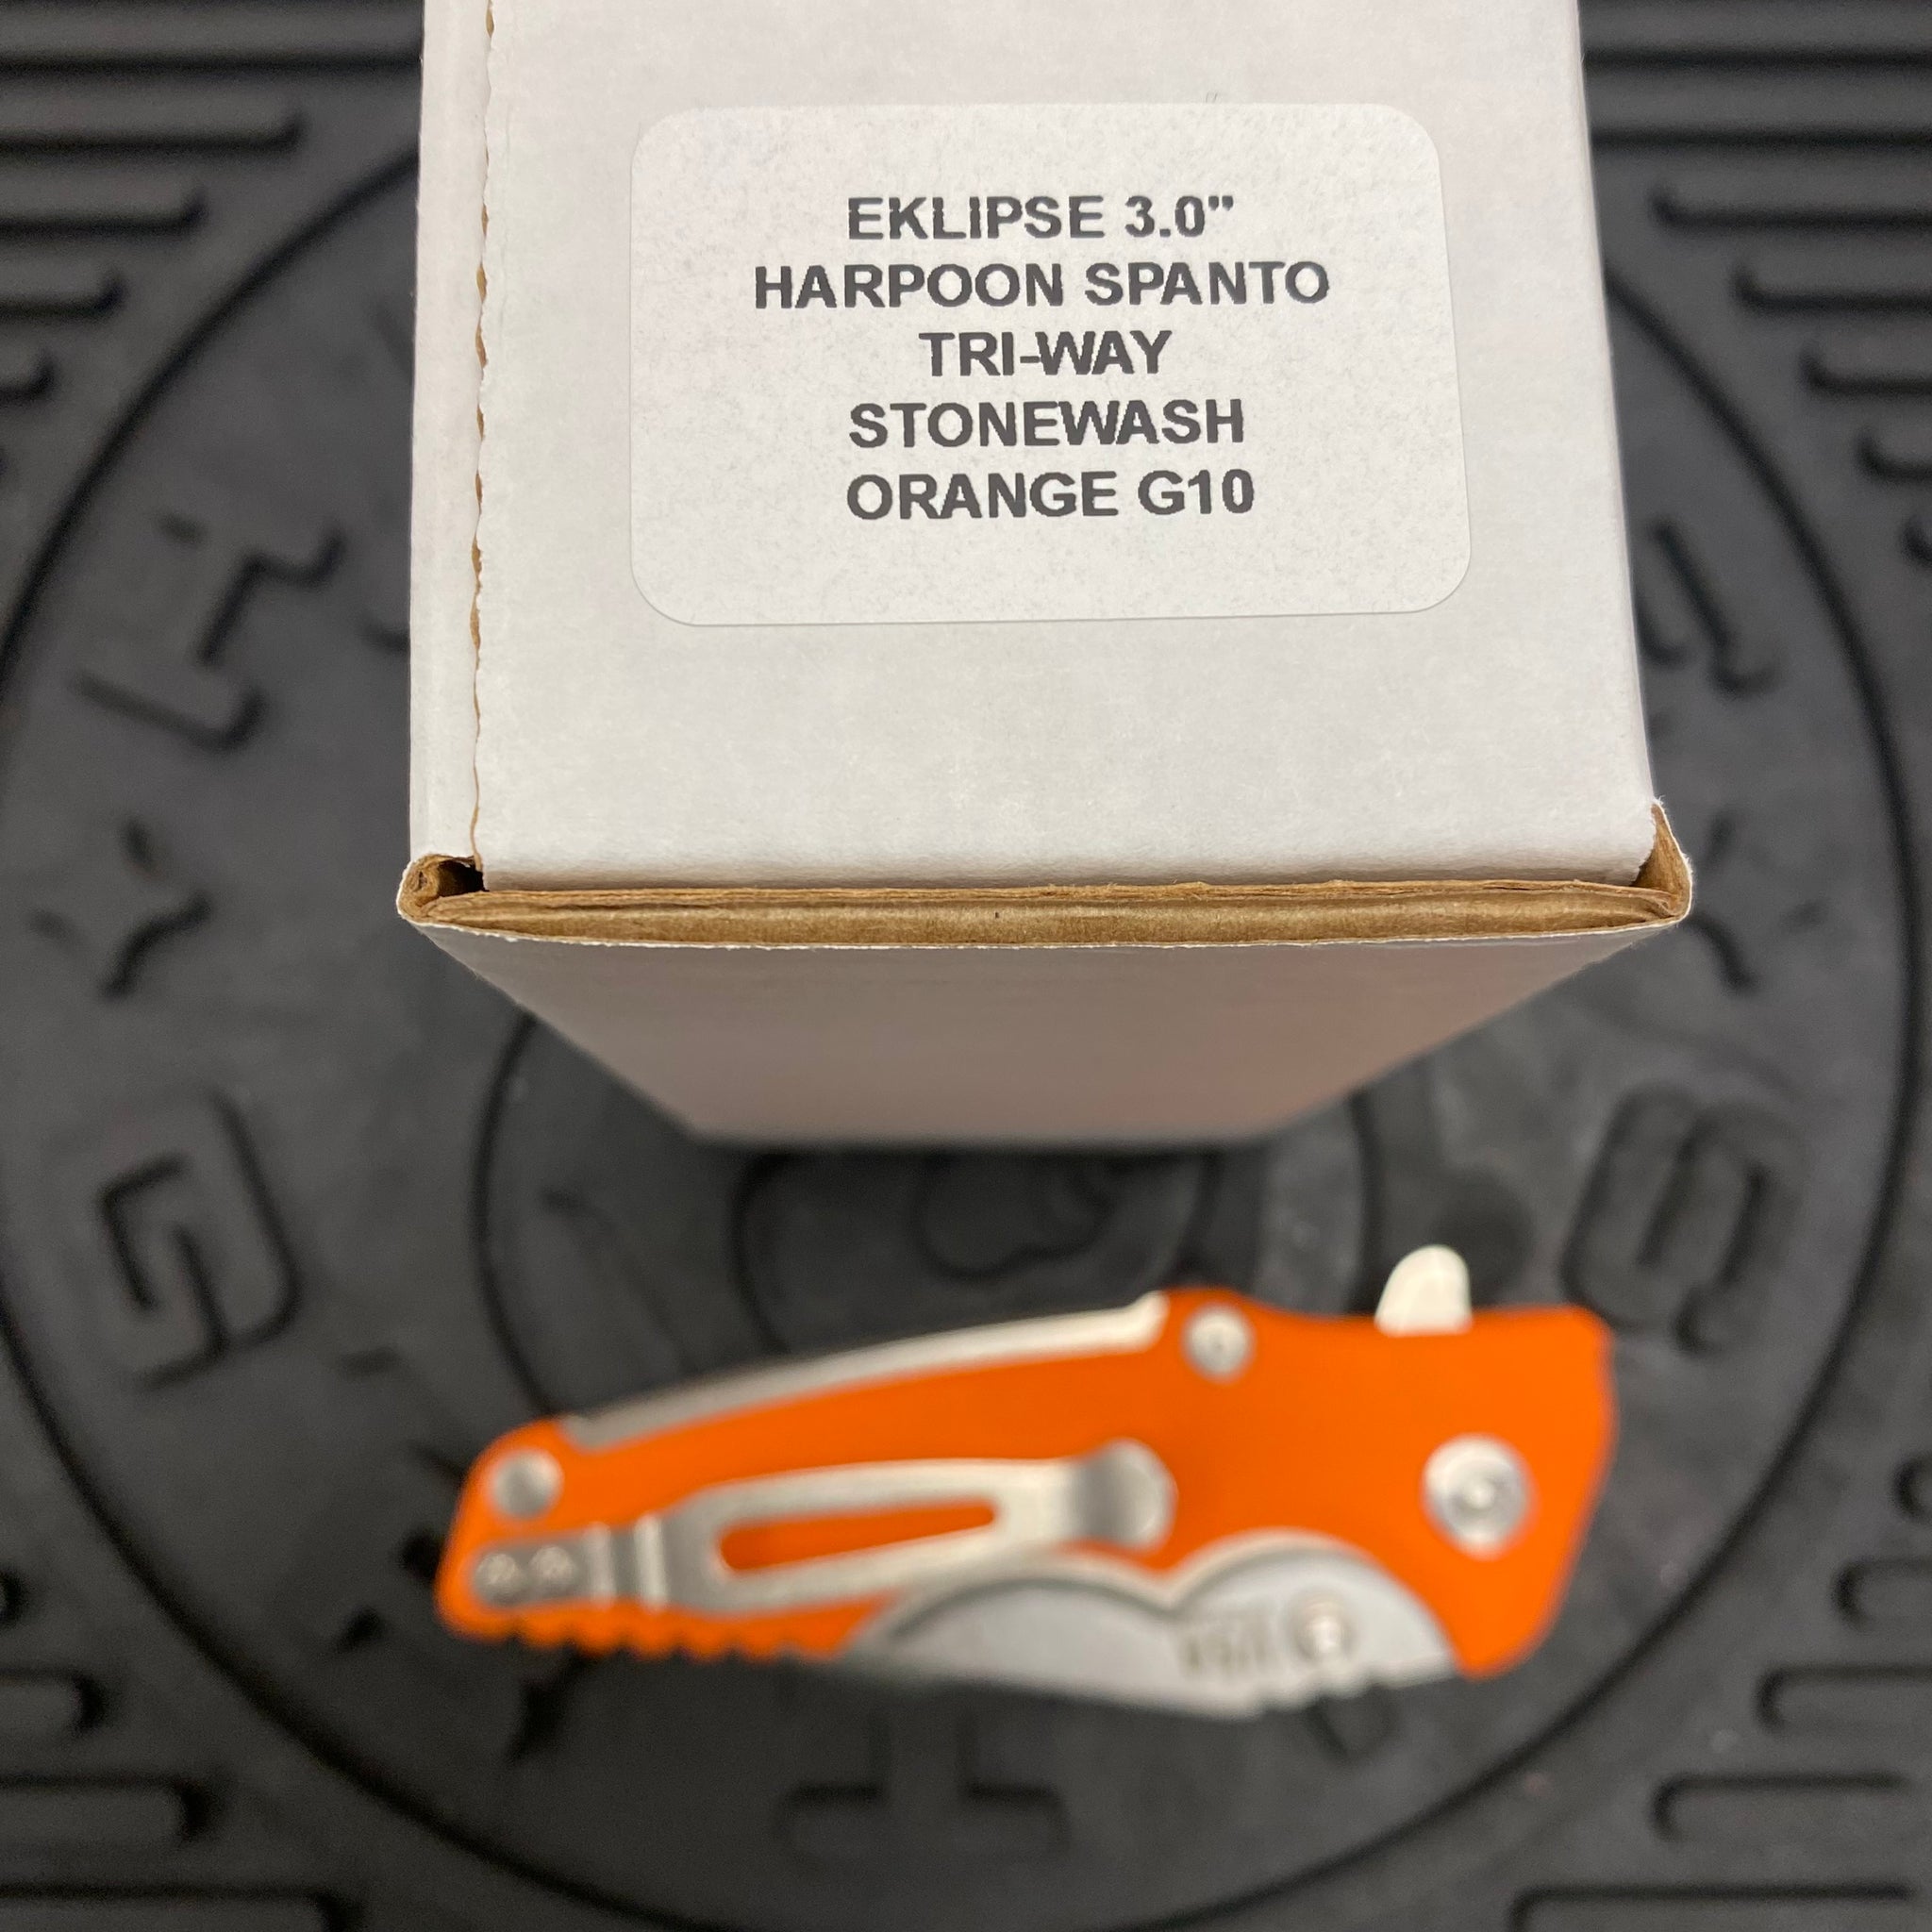 EKLIPSE 3.0”
HARPOON SPANTO
TRI-WAY
STONEWASH
ORANGE G10